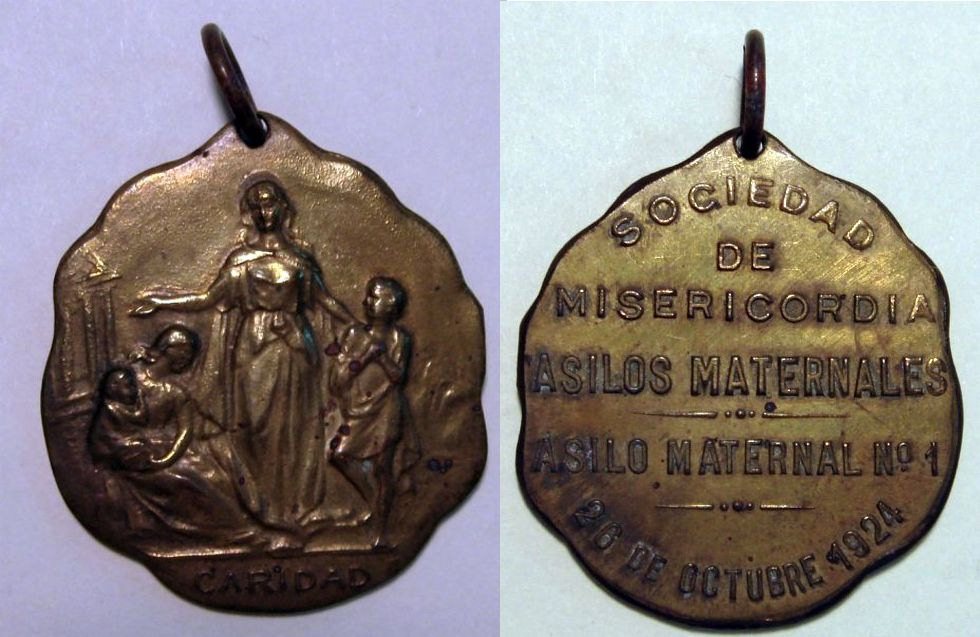 CARIDAD
SOCIEDAD
DE
MISERICORDIA
ASILOS MATERNALES
ASILO MATERNAL Nº 1
26 DE OCTUBRE 1924